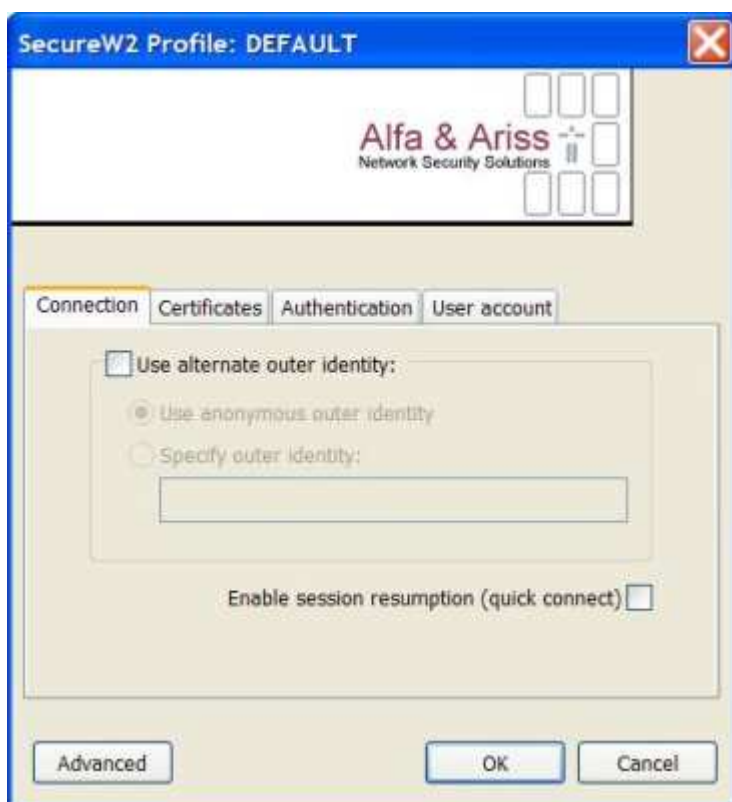 SecureW2 Profile: DEFAULT
Alfa & Ariss
Network Security Solutions
Connection Certificates Authentication User account
Use alternate outer identity:
Use anonymous outer identity
Specify outer identity:
Enable session resumption (quick connect)
Advanced OK Cancel